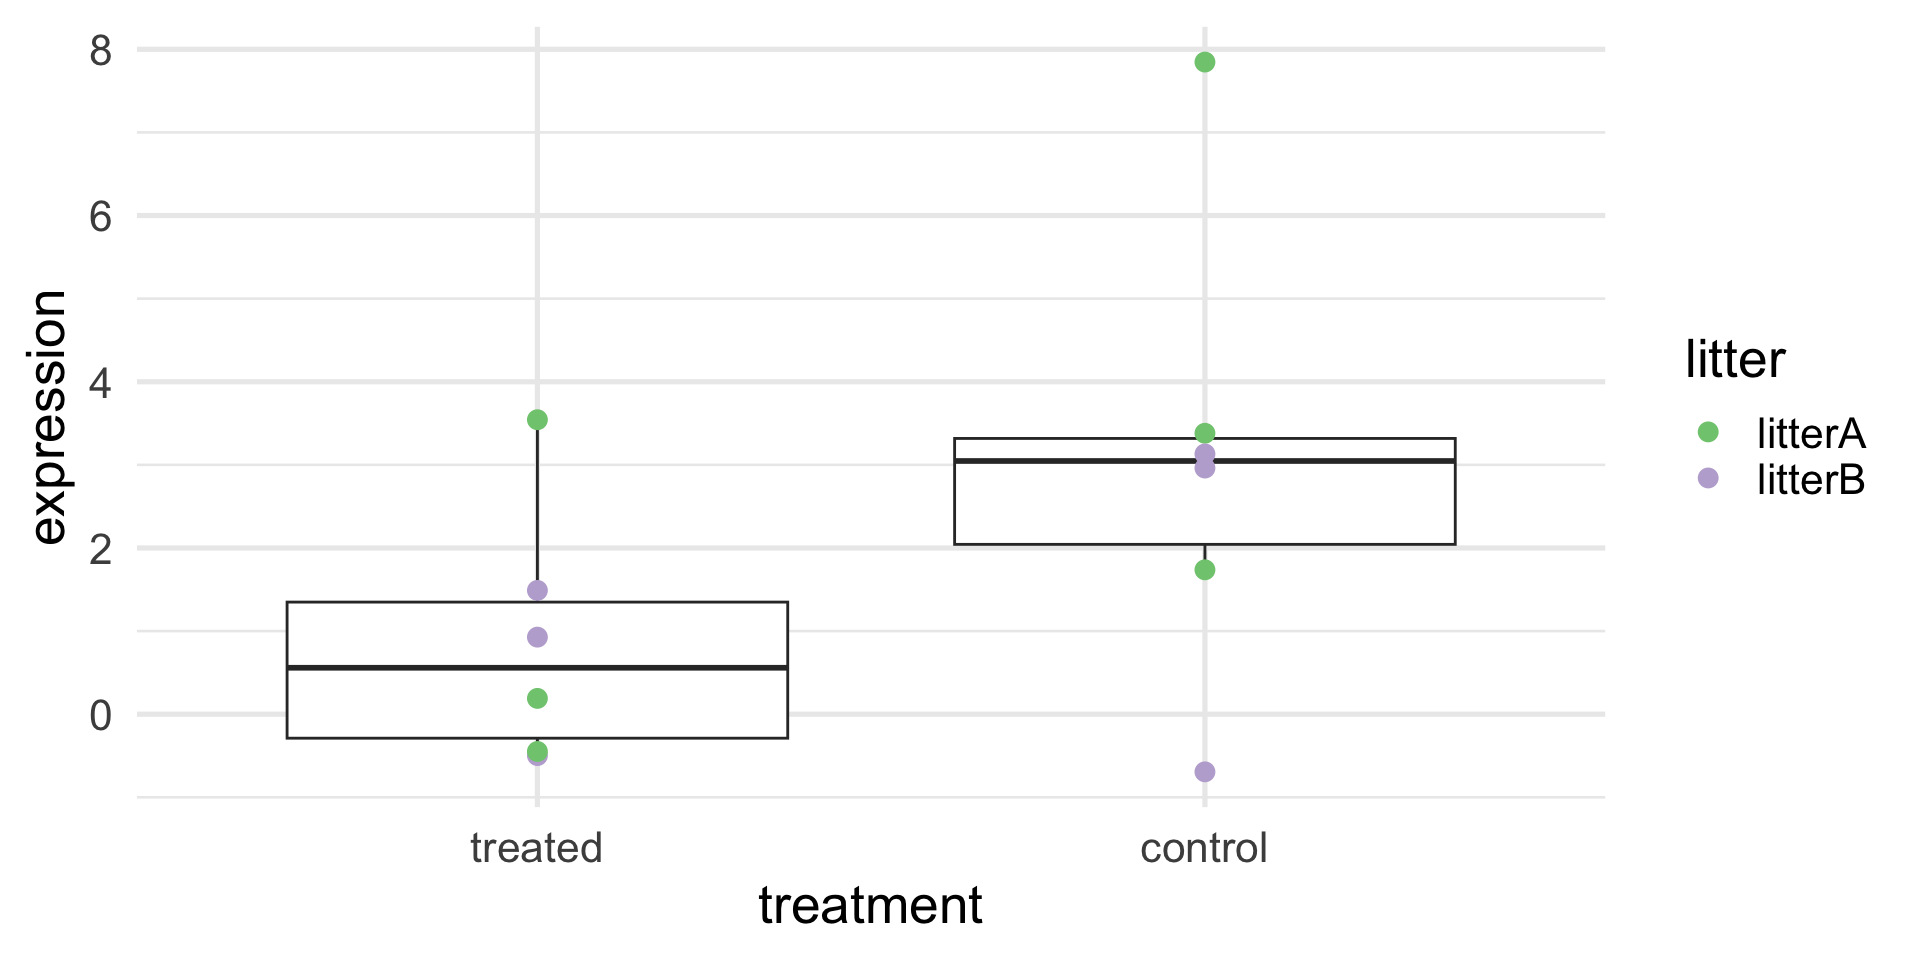 8
6
4
2
0
expression
treated
control
treatment
litter
litterA
litterB